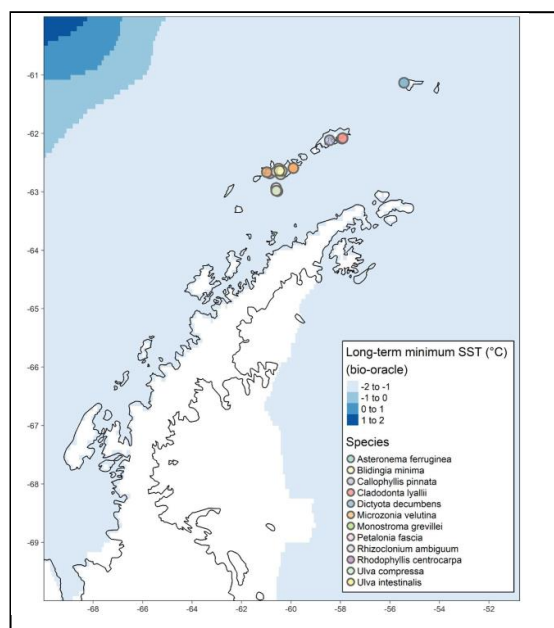 -61
-62
-63
-64
-65
-66
-67
-68
-69
Long-term minimum SST (°C)
(bio-oracle)
-2 to -1
-1 to 0
0 to 1
1 to 2
Species
Asteronema ferruginea
Blidingia minima
Callophyllis pinnata
Cladodonta lyallii
Dictyota decumbens
Microzonia velutina
Monostroma grevillei
Petalonia fascia
Rhizoclonium ambiguum
Rhodophyllis centrocarpa
Ulva compressa
Ulva intestinalis
-68 -66 -64 -62 -60 -58 -56 -54 -52